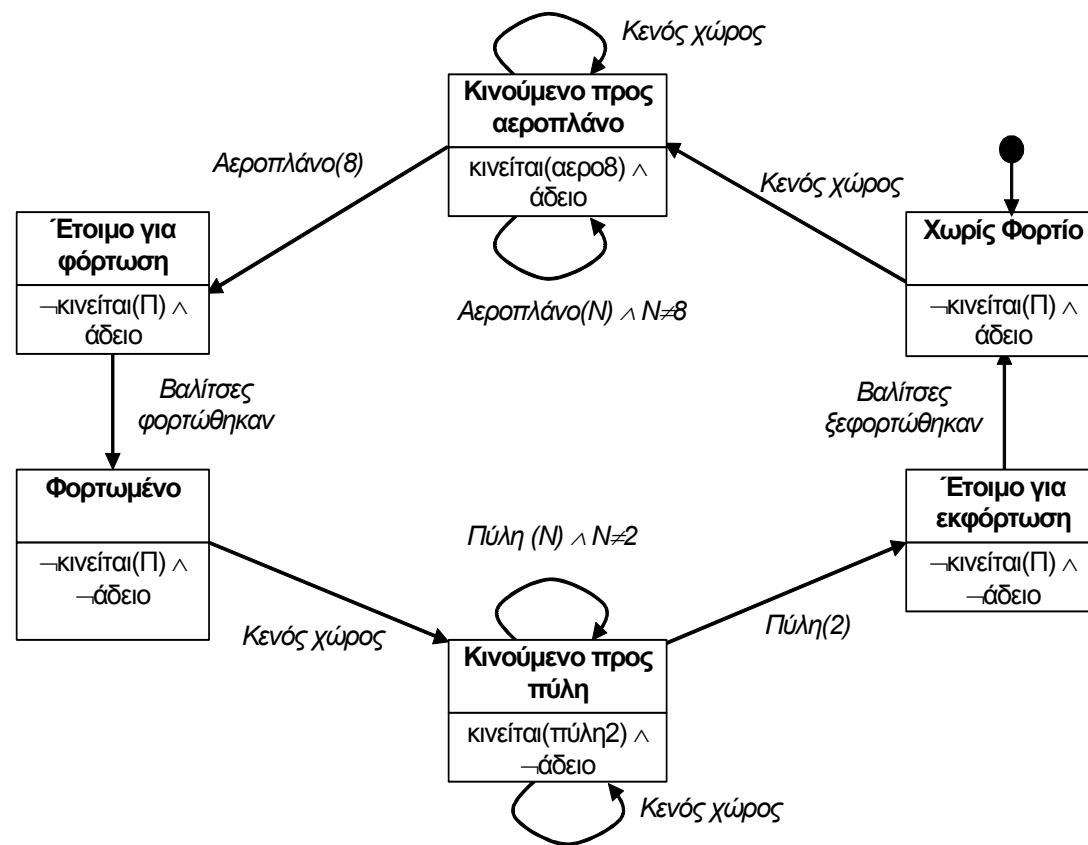 Κενός χώρος
Κινούμενο προς
αεροπλάνο
κινείται(αερο8) ∧
άδειο
Αεροπλάνο(8)
Κενός χώρος
Έτοιμο για
φόρτωση
¬κινείται(Π) ∧
άδειο
Χωρίς Φορτίο
¬κινείται(Π) ∧
άδειο
Αεροπλάνο(Ν) ∧ Ν≠8
Βαλίτσες
φορτώθηκαν
Βαλίτσες
ξεφορτώθηκαν
Φορτωμένο
¬κινείται(Π) ∧
¬άδειο
Έτοιμο για
εκφόρτωση
¬κινείται(Π) ∧
¬άδειο
Πύλη (Ν) ∧ Ν≠2
Κενός χώρος
Πύλη(2)
Κινούμενο προς
πύλη
κινείται(πύλη2) ∧
¬άδειο
Κενός χώρος